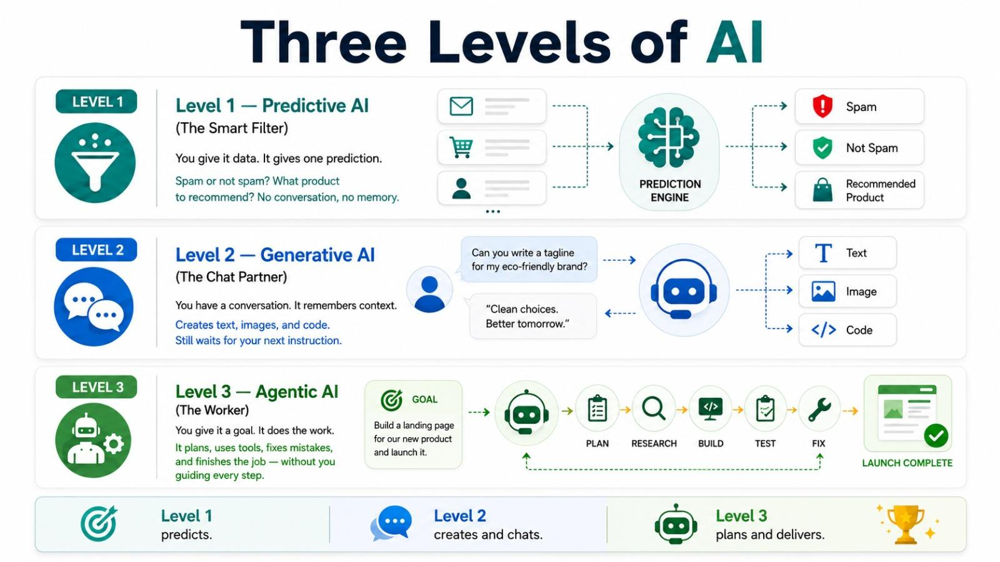 Three Levels of AI
LEVEL 1
Level 1 — Predictive AI
(The Smart Filter)
You give it data. It gives one prediction.
Spam or not spam? What product
to recommend? No conversation, no memory.
PREDICTION
ENGINE
Spam
Not Spam
Recommended
Product
LEVEL 2
Level 2 — Generative AI
(The Chat Partner)
You have a conversation. It remembers context.
Creates text, images, and code.
Still waits for your next instruction.
Can you write a tagline
for my eco-friendly brand?
“Clean choices.
Better tomorrow.”
Text
Image
Code
LEVEL 3
Level 3 — Agentic AI
(The Worker)
You give it a goal. It does the work.
It plans, uses tools, fixes mistakes,
and finishes the job — without you
guiding every step.
GOAL
Build a landing page
for our new product
and launch it.
PLAN
RESEARCH
BUILD
TEST
FIX
LAUNCH COMPLETE
Level 1
predicts.
Level 2
creates and chats.
Level 3
plans and delivers.